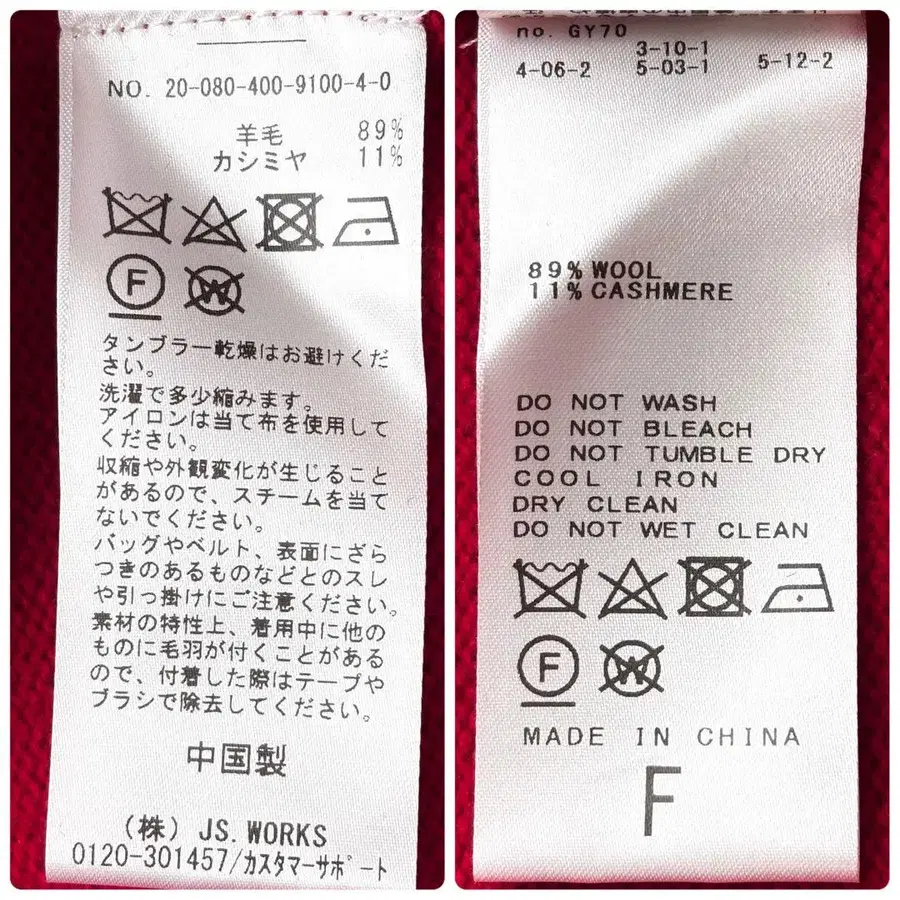 NO. 20-080-400-9100-4-0
羊毛 89%
カシミヤ 11%
F
W
タンブラー乾燥はお避けくだ
さい。
洗濯で多少縮みます。
アイロンは当て布を使用して
ください。
収縮や外観変化が生じること
があるので、スチームを当て
ないでください。
バッグやベルト、表面にざら
つきのあるものなどとのスレ
や引っ掛けにご注意ください。
素材の特性上、着用中に他の
ものに毛羽が付くことがある
ので、付着した際はテープや
ブラシで除去してください。
中国製
(株) JS.WORKS
0120-301457/カスタマーサポート
no. GY70
3-10-1
4-06-2 5-03-1 5-12-2
89% WOOL
11% CASHMERE
DO NOT WASH
DO NOT BLEACH
DO NOT TUMBLE DRY
COOL IRON
DRY CLEAN
DO NOT WET CLEAN
F
W
MADE IN CHINA
F